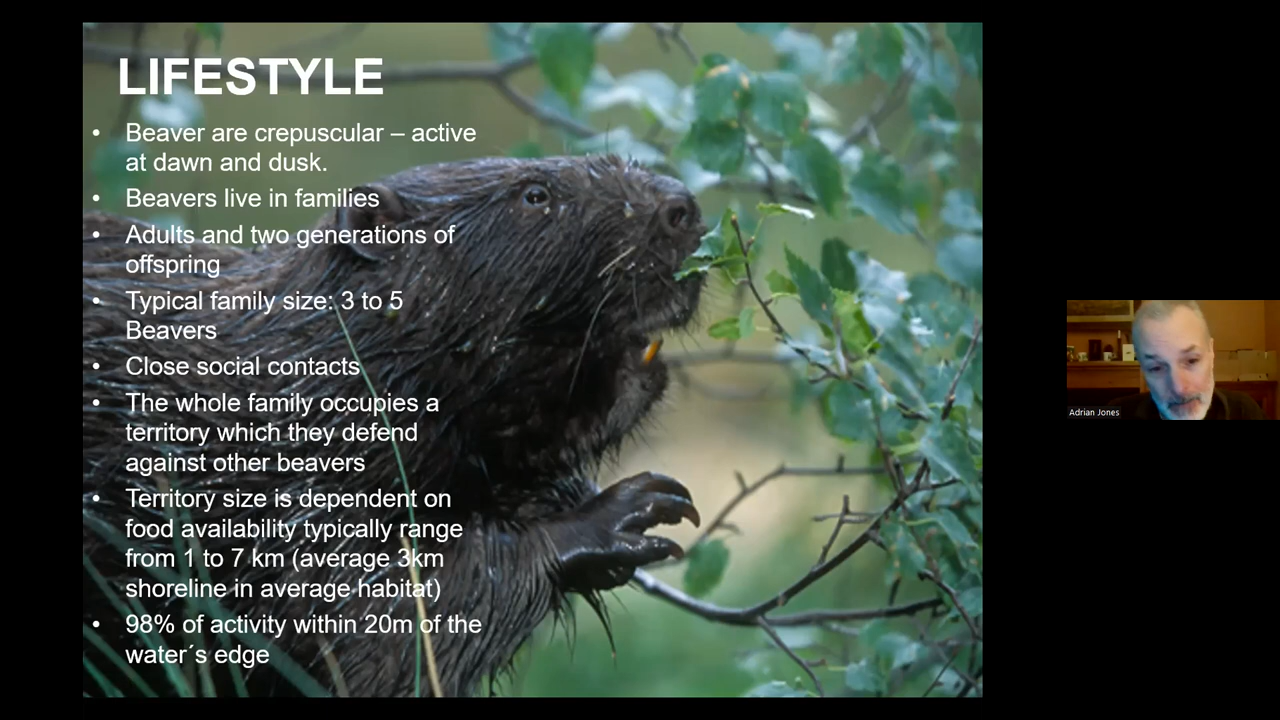 LIFESTYLE
• Beaver are crepuscular – active
at dawn and dusk.
• Beavers live in families
• Adults and two generations of
offspring
• Typical family size: 3 to 5
Beavers
• Close social contacts
• The whole family occupies a
territory which they defend
against other beavers
• Territory size is dependent on
food availability typically range
from 1 to 7 km (average 3km
shoreline in average habitat)
• 98% of activity within 20m of the
water´s edge
Adrian Jones